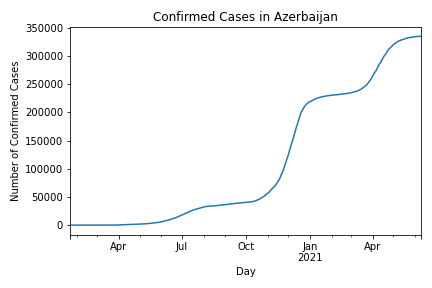 Confirmed Cases in Azerbaijan
350000
300000
250000
200000
150000
100000
50000
0
Number of Confirmed Cases
Apr
Jul
Oct
Jan
2021
Apr
Day